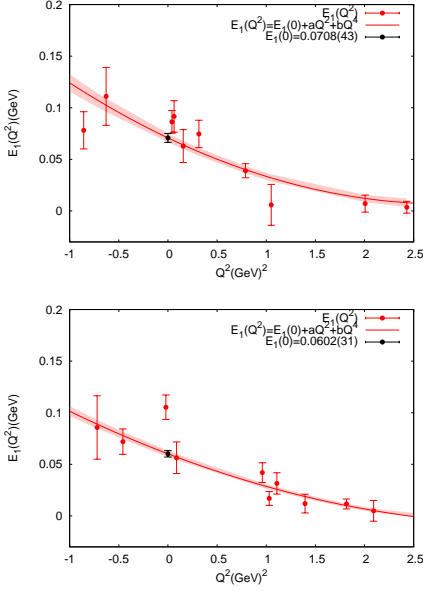 0.2
0.15
0.1
0.05
0
-1
-0.5
0
0.5
1
1.5
2
2.5
E₁(Q²)(GeV)
Q²(GeV)²
E₁(Q²)
E₁(Q²)=E₁(0)+aQ²+bQ⁴
E₁(0)=0.0708(43)
0.2
0.15
0.1
0.05
0
-1
-0.5
0
0.5
1
1.5
2
2.5
E₁(Q²)(GeV)
Q²(GeV)²
E₁(Q²)
E₁(Q²)=E₁(0)+aQ²+bQ⁴
E₁(0)=0.0602(31)